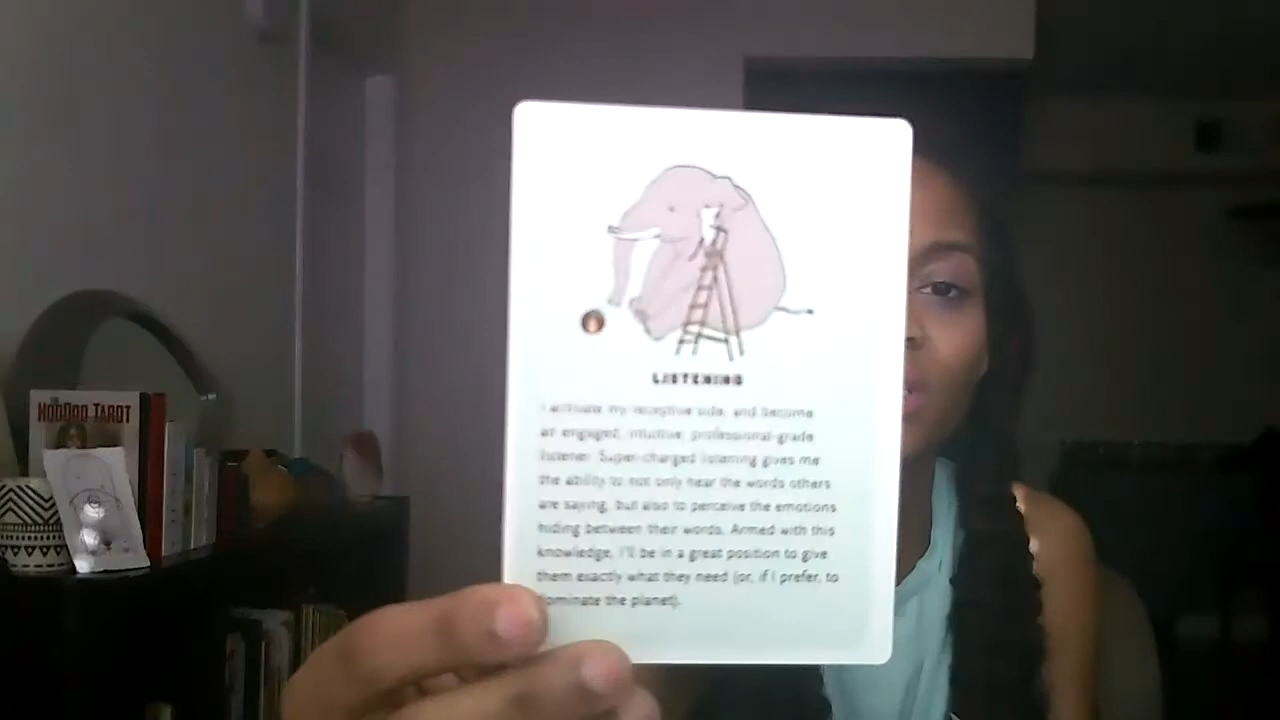 THE
HOODOO TAROT
LISTENING
I activate my receptive side, and become
an engaged, intuitive, professional-grade
listener. Super-charged listening gives me
the ability to not only hear the words others
are saying, but also to perceive the emotions
hiding between their words. Armed with this
knowledge, I'll be in a great position to give
them exactly what they need (or, if I prefer, to
dominate the planet).